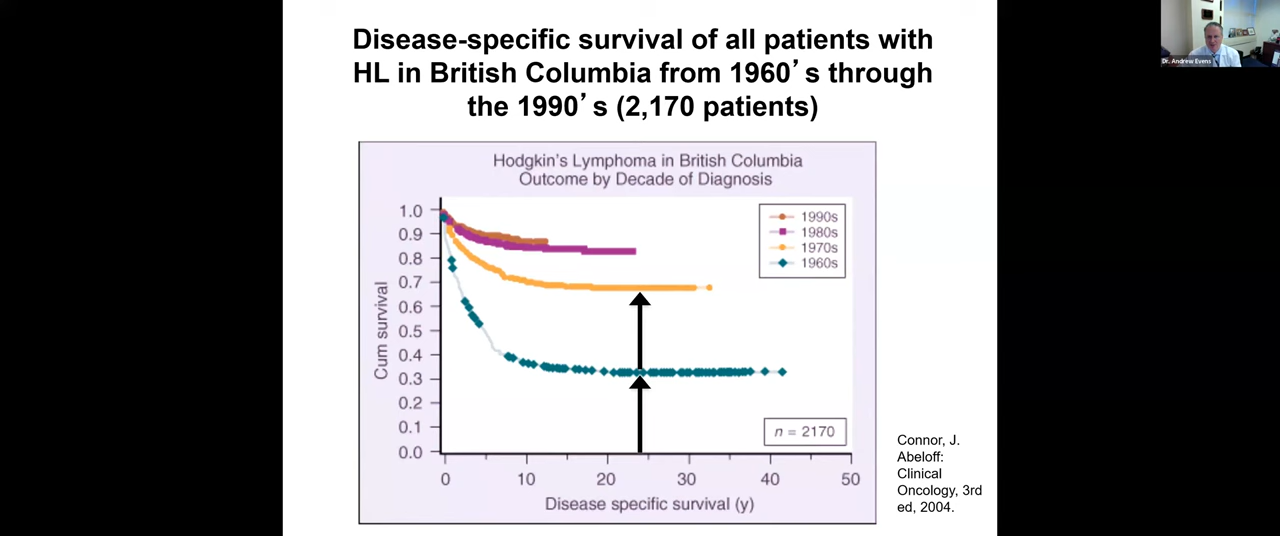 Disease-specific survival of all patients with
HL in British Columbia from 1960’s through
the 1990’s (2,170 patients)
Dr. Andrew Evens
Hodgkin's Lymphoma in British Columbia
Outcome by Decade of Diagnosis
1990s
1980s
1970s
1960s
Cum survival
1.0
0.9
0.8
0.7
0.6
0.5
0.4
0.3
0.2
0.1
0.0
n = 2170
0 10 20 30 40 50
Disease specific survival (y)
Connor, J.
Abeloff:
Clinical
Oncology, 3rd
ed, 2004.